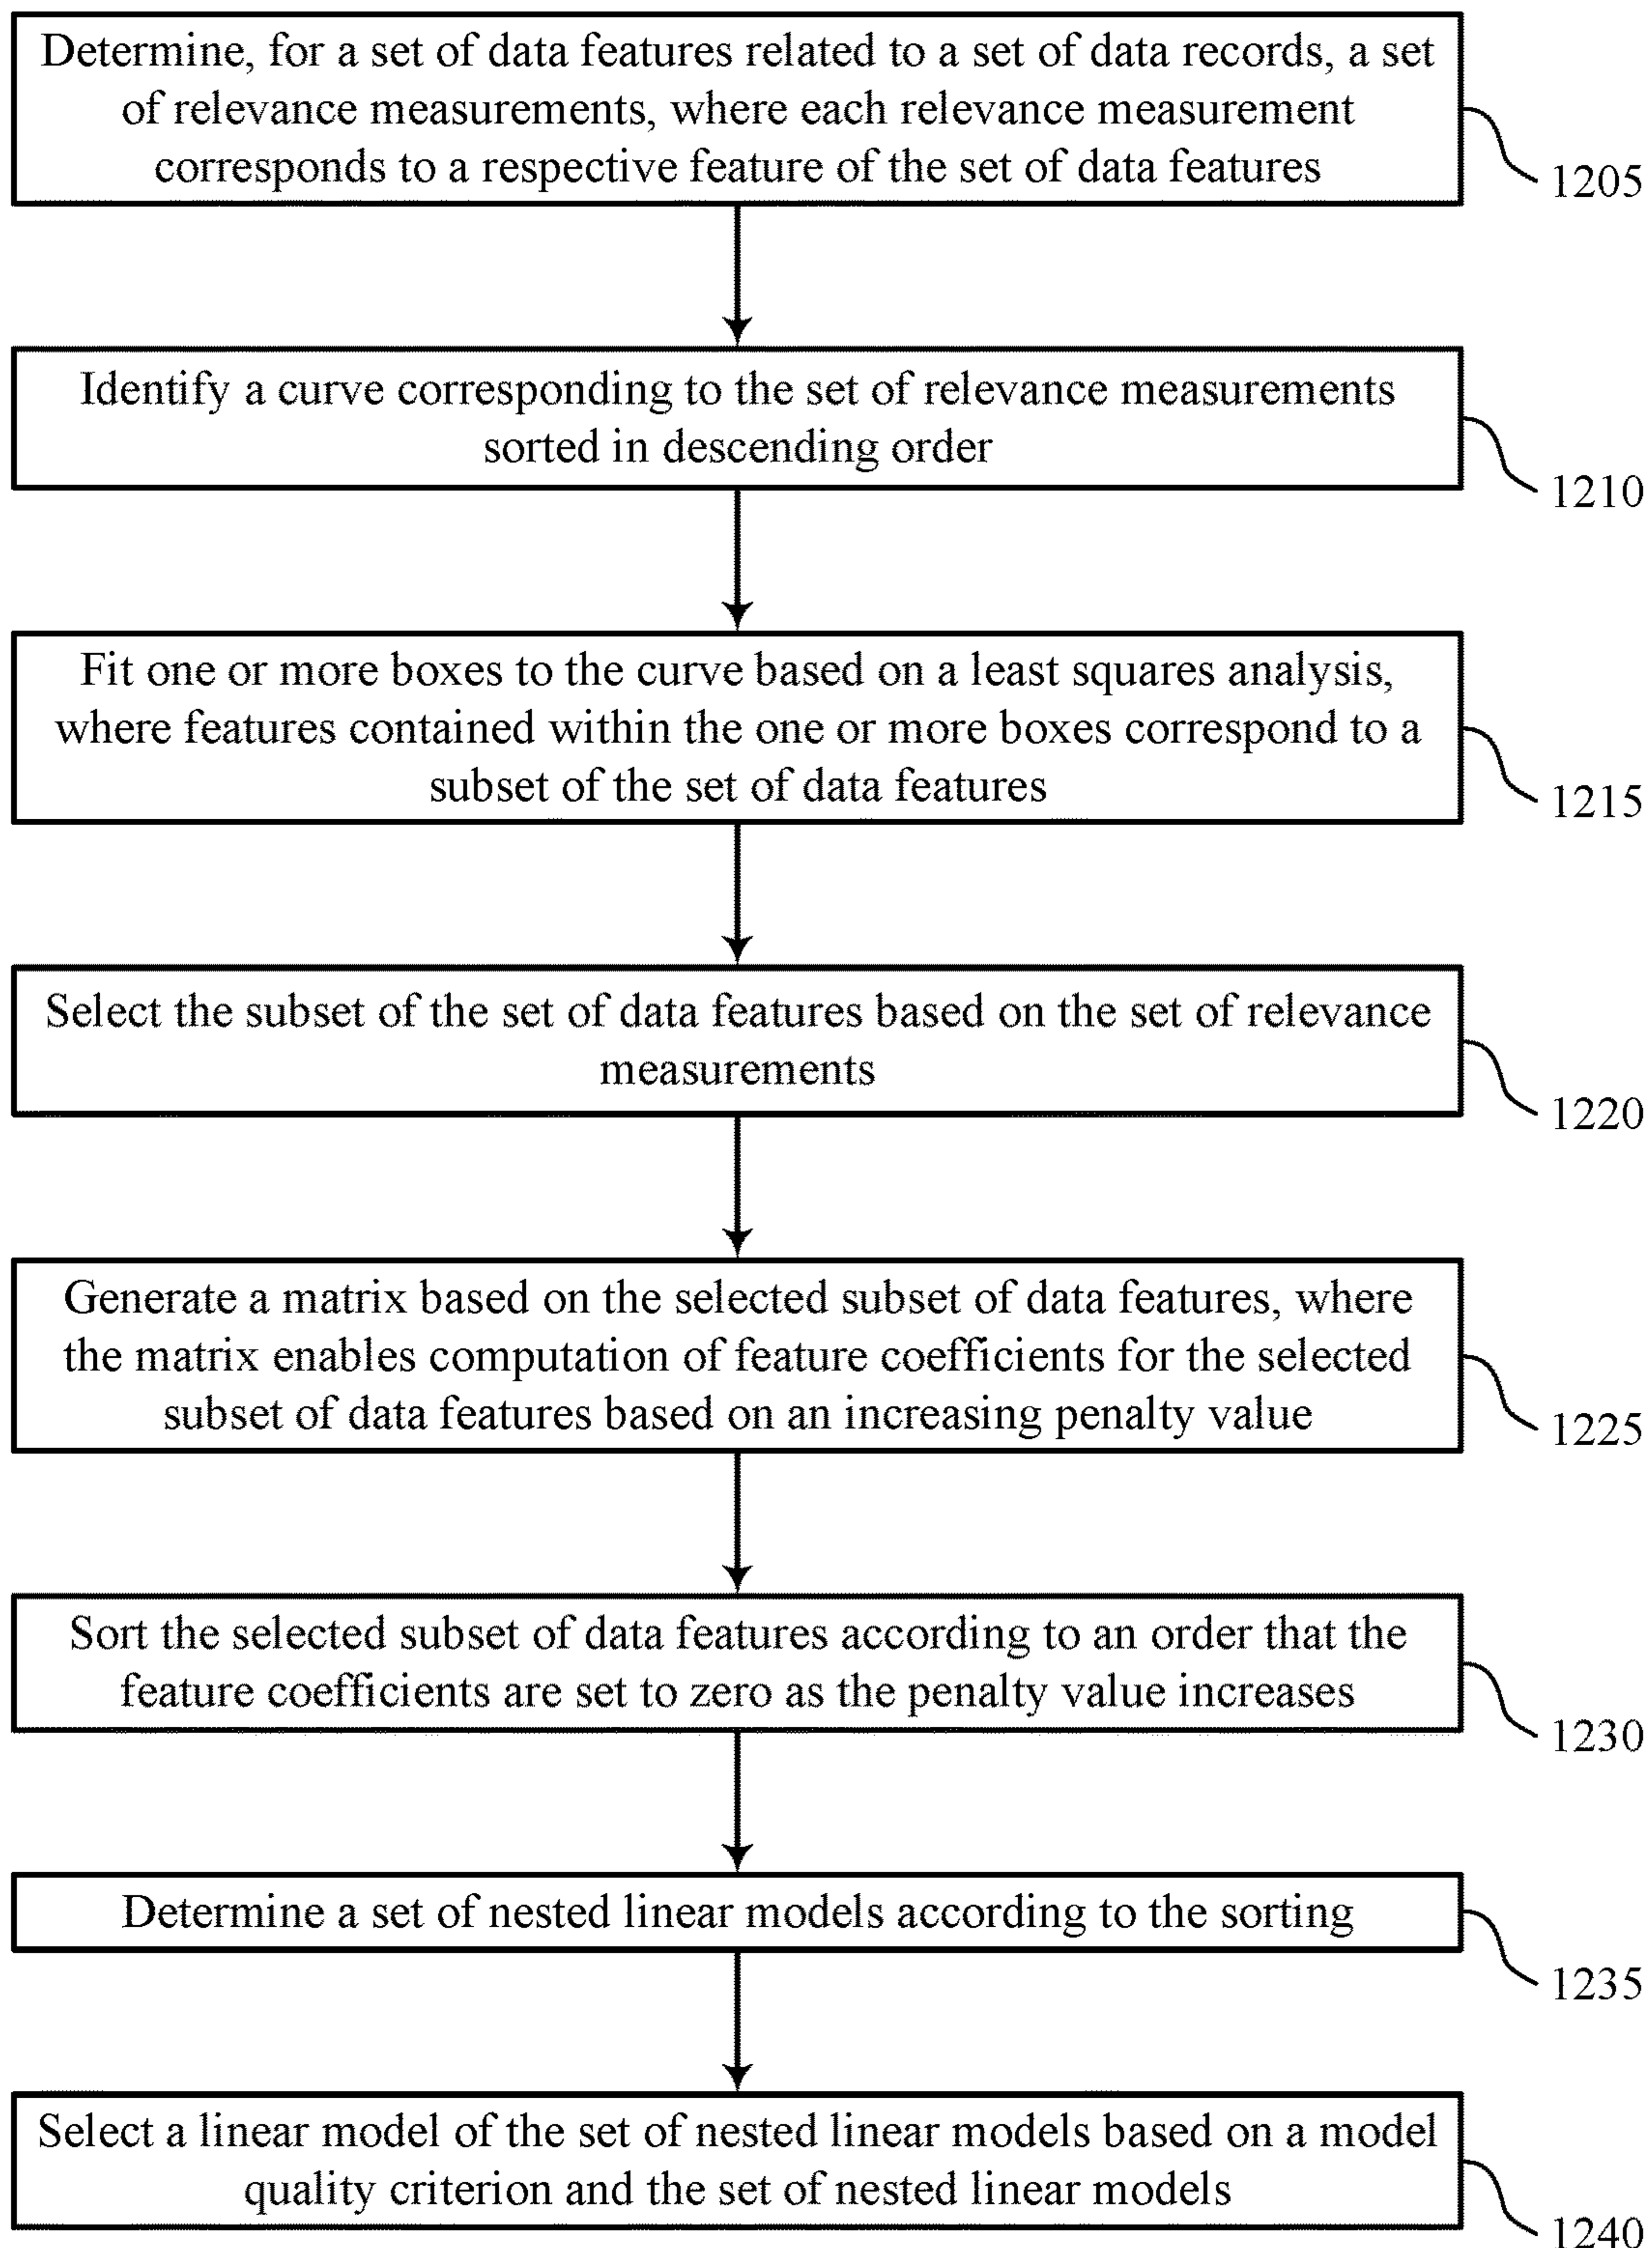 Determine, for a set of data features related to a set of data records, a set
of relevance measurements, where each relevance measurement
corresponds to a respective feature of the set of data features
1205
Identify a curve corresponding to the set of relevance measurements
sorted in descending order
1210
Fit one or more boxes to the curve based on a least squares analysis,
where features contained within the one or more boxes correspond to a
subset of the set of data features
1215
Select the subset of the set of data features based on the set of relevance
measurements
1220
Generate a matrix based on the selected subset of data features, where
the matrix enables computation of feature coefficients for the selected
subset of data features based on an increasing penalty value
1225
Sort the selected subset of data features according to an order that the
feature coefficients are set to zero as the penalty value increases
1230
Determine a set of nested linear models according to the sorting
1235
Select a linear model of the set of nested linear models based on a model
quality criterion and the set of nested linear models
1240